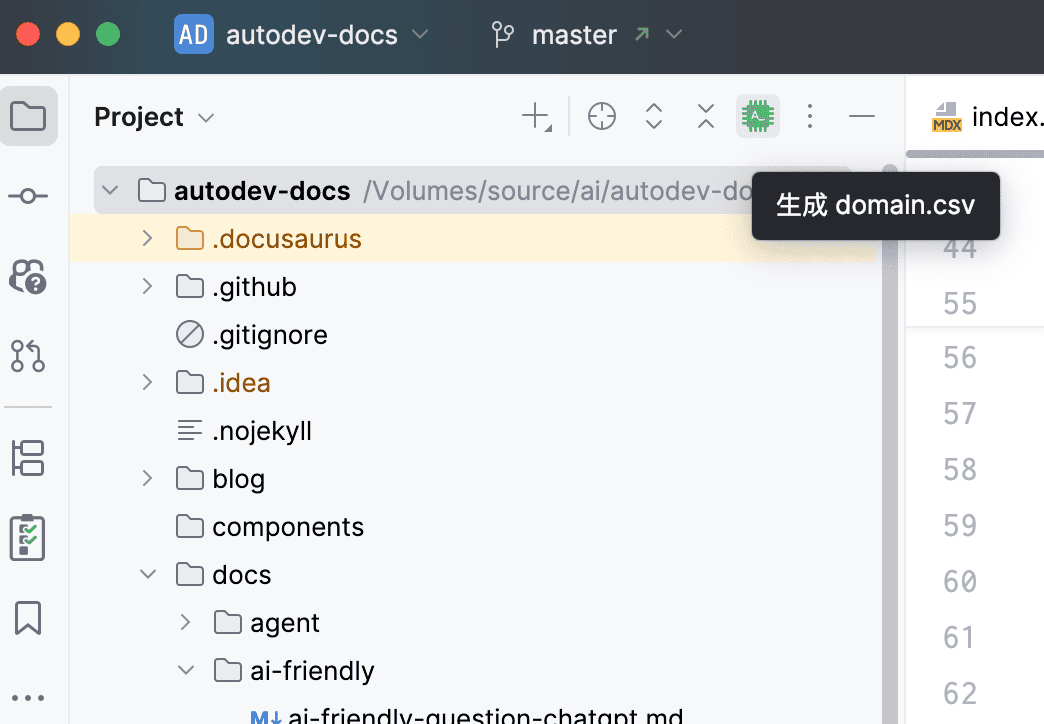 AD autodev-docs master
Project
MDX index.
autodev-docs /Volumes/source/ai/autodev-do
生成 domain.csv
.docusaurus
44
.github
55
.gitignore
56
.idea
57
.nojekyll
58
blog
59
components
60
docs
61
agent
62
ai-friendly
M↓ ai-friendly-question-chatgpt.md